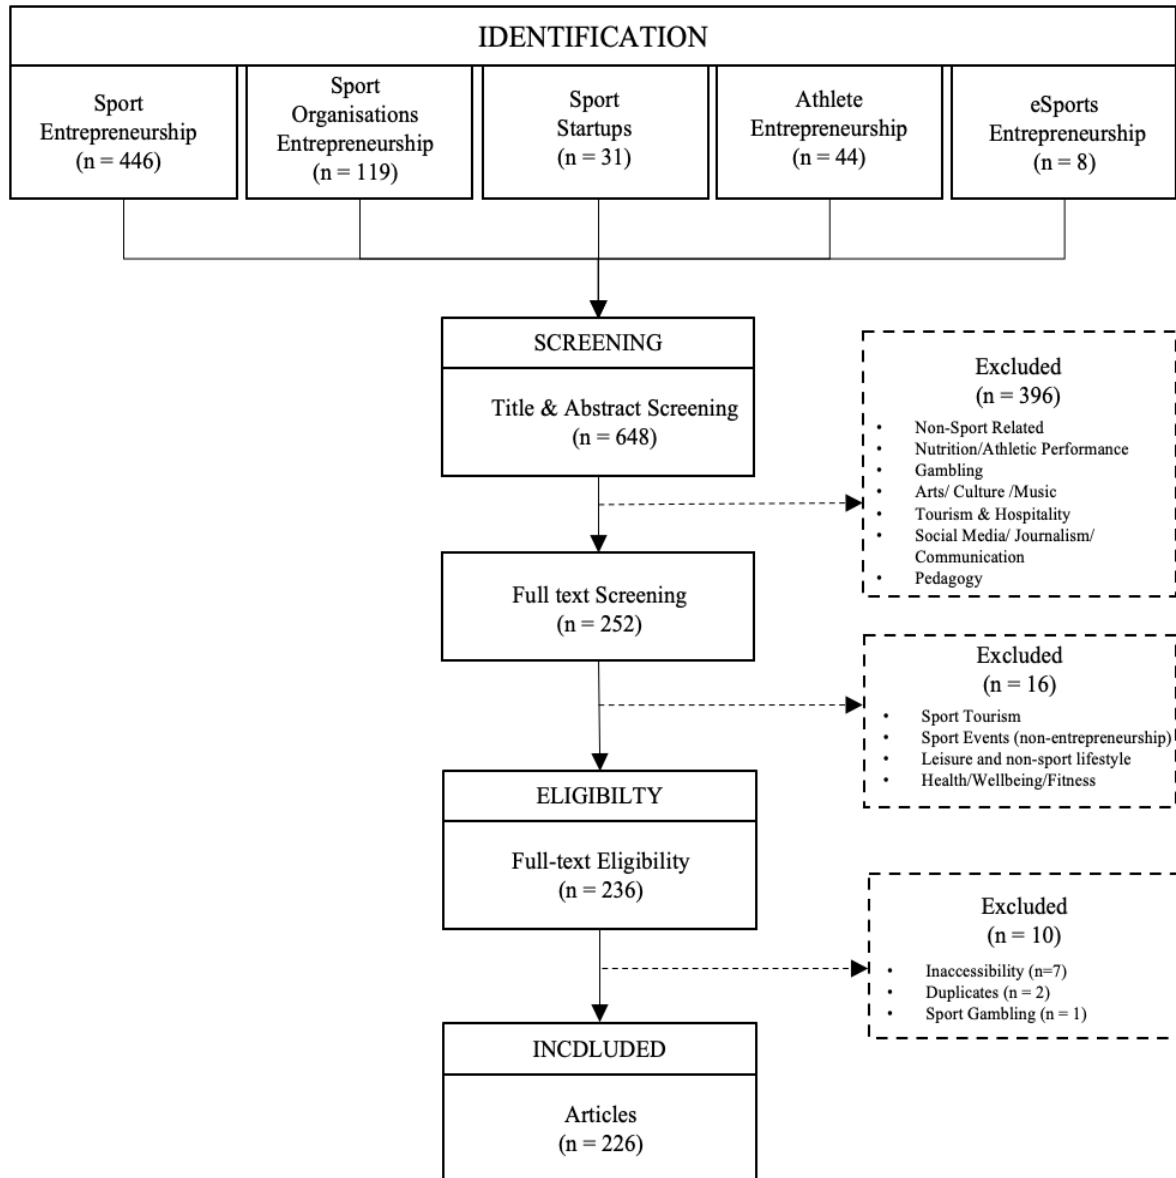 IDENTIFICATION
Sport
Entrepreneurship
(n = 446)
Sport
Organisations
Entrepreneurship
(n = 119)
Sport
Startups
(n = 31)
Athlete
Entrepreneurship
(n = 44)
eSports
Entrepreneurship
(n = 8)
SCREENING
Title & Abstract Screening
(n = 648)
Excluded
(n = 396)
• Non-Sport Related
• Nutrition/Athletic Performance
• Gambling
• Arts/ Culture /Music
• Tourism & Hospitality
• Social Media/ Journalism/
Communication
• Pedagogy
Full text Screening
(n = 252)
Excluded
(n = 16)
• Sport Tourism
• Sport Events (non-entrepreneurship)
• Leisure and non-sport lifestyle
• Health/Wellbeing/Fitness
ELIGIBILTY
Full-text Eligibility
(n = 236)
Excluded
(n = 10)
• Inaccessibility (n=7)
• Duplicates (n = 2)
• Sport Gambling (n = 1)
INCDLUDED
Articles
(n = 226)